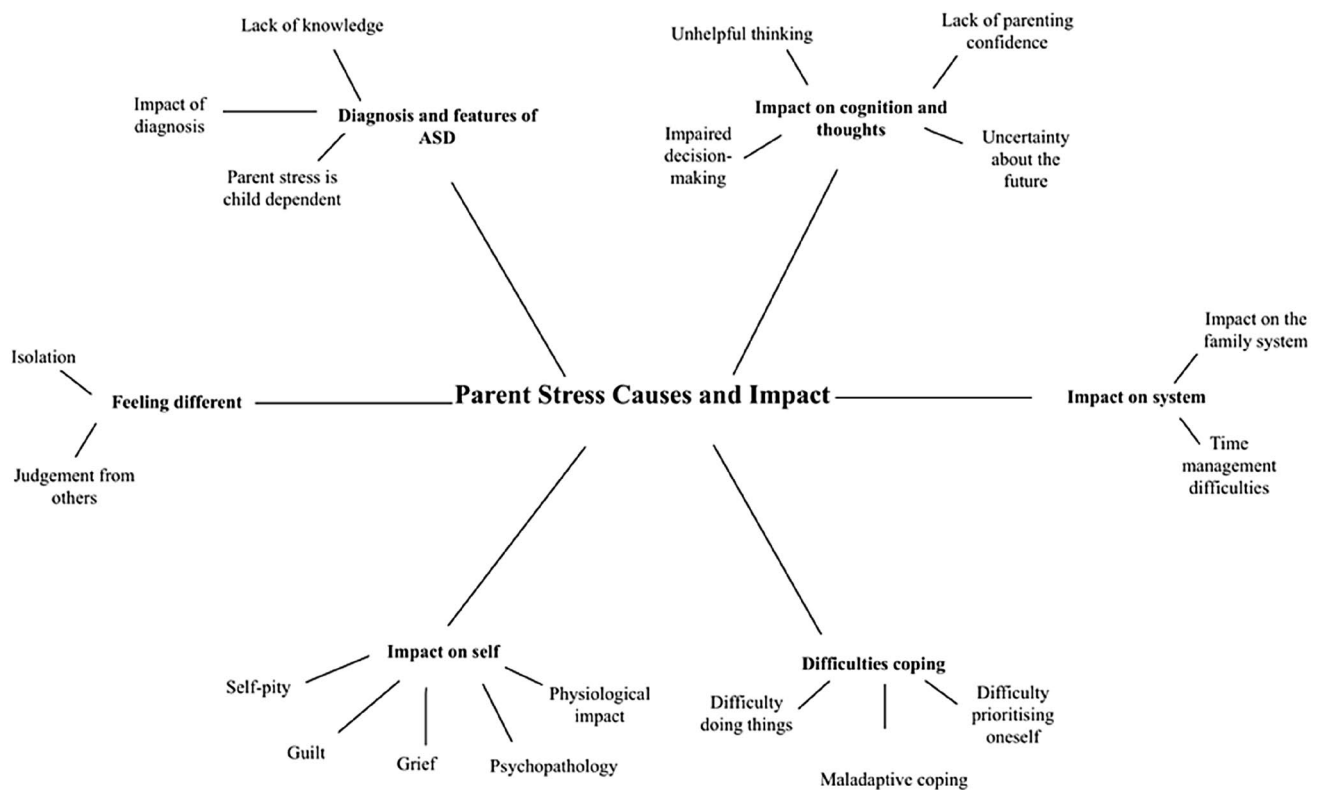 Lack of knowledge
Impact of
diagnosis
Diagnosis and features of
ASD
Parent stress is
child dependent
Unhelpful thinking
Lack of parenting
confidence
Impact on cognition and
thoughts
Impaired
decision-
making
Uncertainty
about the
future
Isolation
Feeling different
Judgement from
others
Parent Stress Causes and Impact
Impact on the
family system
Impact on system
Time
management
difficulties
Impact on self
Self-pity
Guilt
Grief
Psychopathology
Physiological
impact
Difficulties coping
Difficulty
doing things
Maladaptive coping
Difficulty
prioritising
oneself